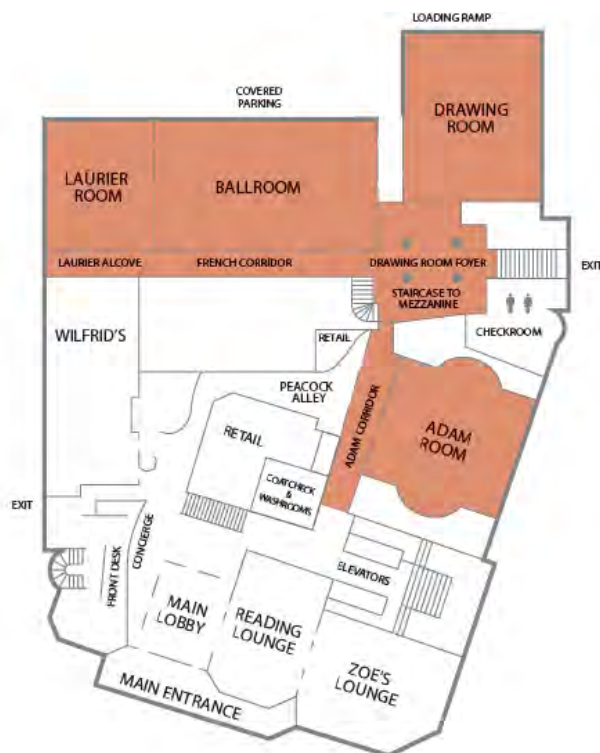 LOADING RAMP
COVERED
PARKING
DRAWING
ROOM
LAURIER
ROOM
BALLROOM
LAURIER ALCOVE
FRENCH CORRIDOR
DRAWING ROOM FOYER
EXIT
STAIRCASE TO
MEZZANINE
WILFRID'S
RETAIL
CHECKROOM
PEACOCK
ALLEY
ADAM CORRIDOR
ADAM
ROOM
RETAIL
COATCHECK
&
WASHROOMS
EXIT
CONCIERGE
FRONT DESK
ELEVATORS
MAIN
LOBBY
READING
LOUNGE
ZOE'S
LOUNGE
MAIN ENTRANCE